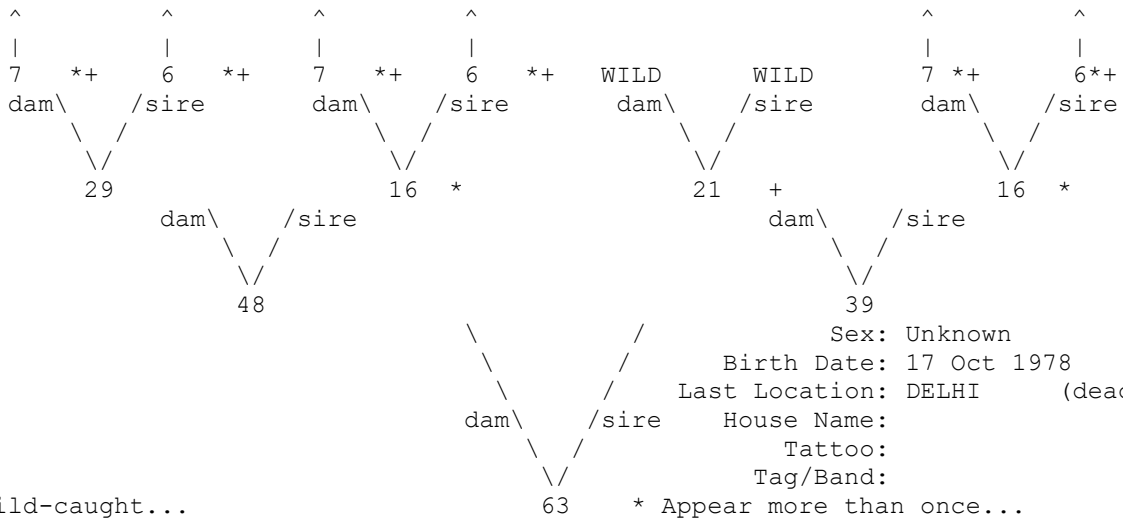 ^ ^ ^ ^ ^ ^
| | | | | |
7 *+ 6 *+ 7 *+ 6 *+ WILD WILD 7 *+ 6*+
dam\ /sire dam\ /sire dam\ /sire dam\ /sire
\ / \ / \ / \ /
\/ \/ \/ \/
29 16 * 21 + 16 *
dam\ /sire dam\ /sire
\ / \ /
\/ \/
48 39
\ / Sex: Unknown
\ / Birth Date: 17 Oct 1978
\ / Last Location: DELHI
dam\ /sire House Name:
\ / Tattoo:
\/ Tag/Band:
63 * Appear more than once...